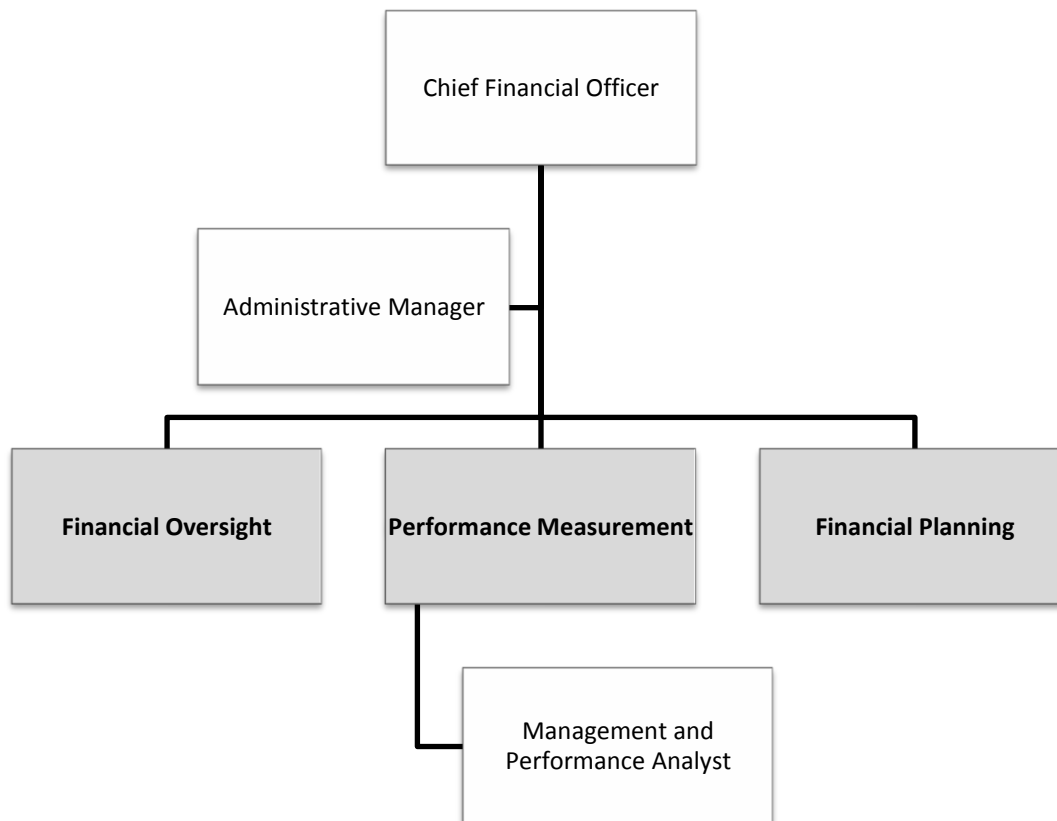 Chief Financial Officer
Administrative Manager
Financial Oversight
Performance Measurement
Financial Planning
Management and
Performance Analyst